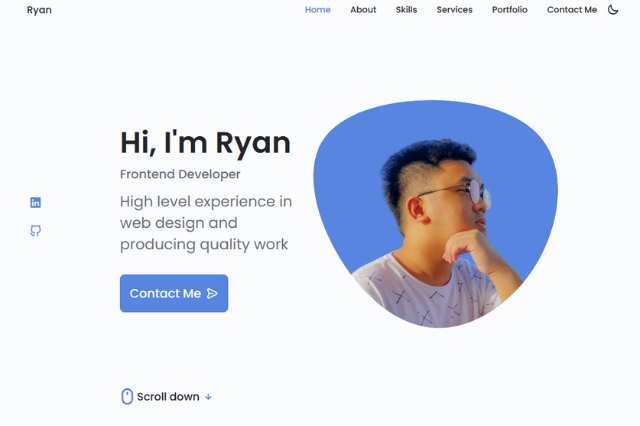 Ryan
Home About Skills Services Portfolio Contact Me
Hi, I'm Ryan
Frontend Developer
High level experience in
web design and
producing quality work
Contact Me
Scroll down
in